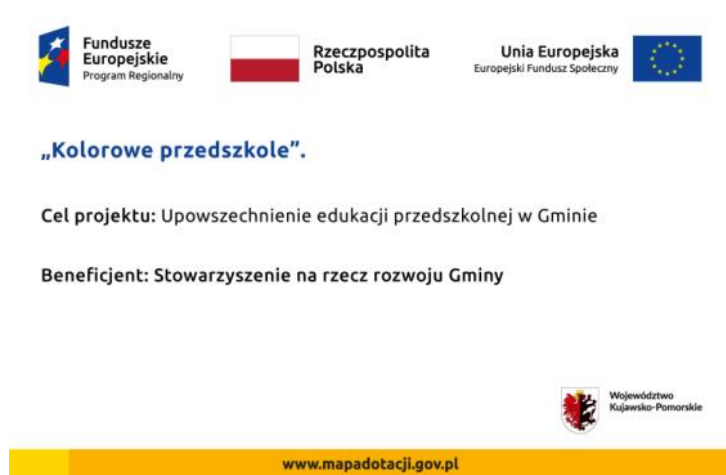 Fundusze
Europejskie
Program Regionalny
Rzeczpospolita
Polska
Unia Europejska
Europejski Fundusz Społeczny
„Kolorowe przedszkole”.
Cel projektu: Upowszechnienie edukacji przedszkolnej w Gminie
Beneficjent: Stowarzyszenie na rzecz rozwoju Gminy
Województwo
Kujawsko-Pomorskie
www.mapadotacji.gov.pl